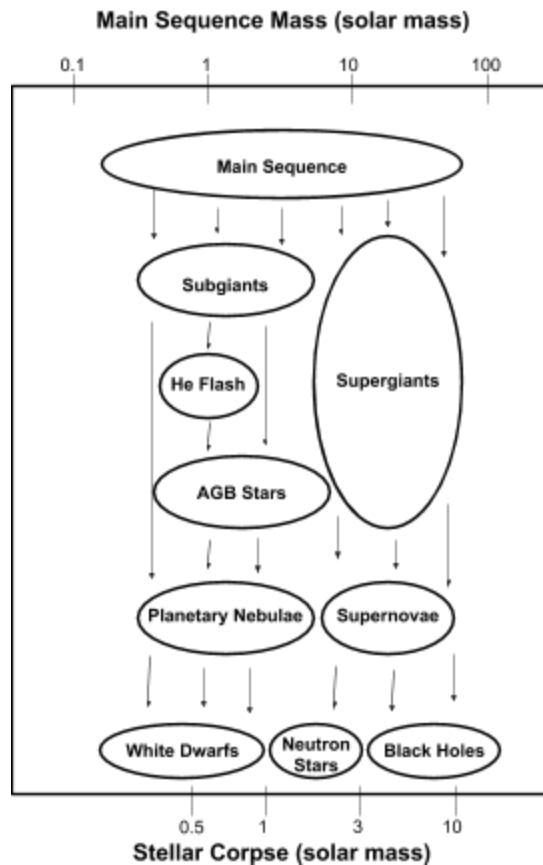 Main Sequence Mass (solar mass)
0.1 1 10 100
Main Sequence
Subgiants
He Flash
Supergiants
AGB Stars
Planetary Nebulae
Supernovae
White Dwarfs
Neutron
Stars
Black Holes
0.5 1 3 10
Stellar Corpse (solar mass)